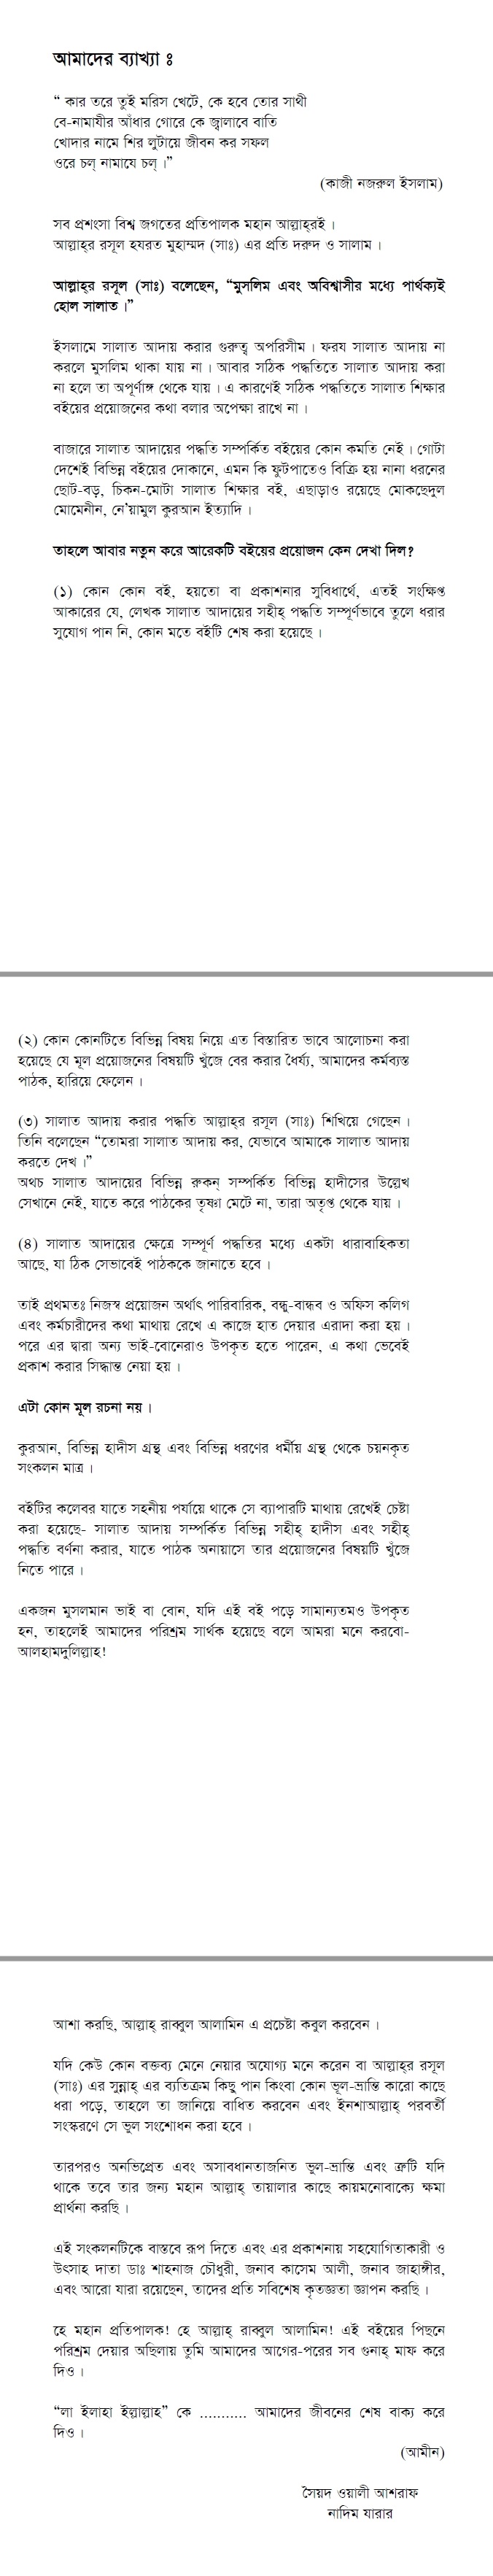 আমাদের ব্যাখ্যা ঃ
“ কার তরে তুই মরিস খেটে, কে হবে তোর সাথী
বে-নামাযীর আঁধার গোরে কে জ্বালাবে বাতি
খোদার নামে শির লুটায়ে জীবন কর সফল
ওরে চল্ নামাযে চল্ ।”
(কাজী নজরুল ইসলাম)
সব প্রশংসা বিশ্ব জগতের প্রতিপালক মহান আল্লাহ্‌রই ।
আল্লাহ্‌র রসূল হযরত মুহাম্মদ (সাঃ) এর প্রতি দরুদ ও সালাম ।
আল্লাহ্‌র রসূল (সাঃ) বলেছেন, “মুসলিম এবং অবিশ্বাসীর মধ্যে পার্থক্যই
হোল সালাত ।”
ইসলামে সালাত আদায় করার গুরুত্ব অপরিসীম । ফরয সালাত আদায় না
করলে মুসলিম থাকা যায় না । আবার সঠিক পদ্ধতিতে সালাত আদায় করা
না হলে তা অপূর্ণাঙ্গ থেকে যায় । এ কারণেই সঠিক পদ্ধতিতে সালাত শিক্ষার
বইয়ের প্রয়োজনের কথা বলার অপেক্ষা রাখে না ।
বাজারে সালাত আদায়ের পদ্ধতি সম্পর্কিত বইয়ের কোন কমতি নেই । গোটা
দেশেই বিভিন্ন বইয়ের দোকানে, এমন কি ফুটপাতেও বিক্রি হয় নানা ধরনের
ছোট-বড়, চিকন-মোটা সালাত শিক্ষার বই, এছাড়াও রয়েছে মোকছেদুল
মোমেনীন, নে'য়ামুল কুরআন ইত্যাদি ।
তাহলে আবার নতুন করে আরেকটি বইয়ের প্রয়োজন কেন দেখা দিল?
(১) কোন কোন বই, হয়তো বা প্রকাশনার সুবিধার্থে, এতই সংক্ষিপ্ত
আকারের যে, লেখক সালাত আদায়ের সহীহ্ পদ্ধতি সম্পূর্ণভাবে তুলে ধরার
সুযোগ পান নি, কোন মতে বইটি শেষ করা হয়েছে ।
(২) কোন কোনটিতে বিভিন্ন বিষয় নিয়ে এত বিস্তারিত ভাবে আলোচনা করা
হয়েছে যে মূল প্রয়োজনের বিষয়টি খুঁজে বের করার ধৈর্য্য, আমাদের কর্মব্যস্ত
পাঠক, হারিয়ে ফেলেন ।
(৩) সালাত আদায় করার পদ্ধতি আল্লাহ্‌র রসূল (সাঃ) শিখিয়ে গেছেন ।
তিনি বলেছেন “তোমরা সালাত আদায় কর, যেভাবে আমাকে সালাত আদায়
করতে দেখ ।”
অথচ সালাত আদায়ের বিভিন্ন রুকন্ সম্পর্কিত বিভিন্ন হাদীসের উল্লেখ
সেখানে নেই, যাতে করে পাঠকের তৃষ্ণা মেটে না, তারা অতৃপ্ত থেকে যায় ।
(৪) সালাত আদায়ের ক্ষেত্রে সম্পূর্ণ পদ্ধতির মধ্যে একটা ধারাবাহিকতা
আছে, যা ঠিক সেভাবেই পাঠককে জানাতে হবে ।
তাই প্রথমতঃ নিজস্ব প্রয়োজন অর্থাৎ পারিবারিক, বন্ধু-বান্ধব ও অফিস কলিগ
এবং কর্মচারীদের কথা মাথায় রেখে এ কাজে হাত দেয়ার এরাদা করা হয় ।
পরে এর দ্বারা অন্য ভাই-বোনেরাও উপকৃত হতে পারেন, এ কথা ভেবেই
প্রকাশ করার সিদ্ধান্ত নেয়া হয় ।
এটা কোন মূল রচনা নয় ।
কুরআন, বিভিন্ন হাদীস গ্রন্থ এবং বিভিন্ন ধরণের ধর্মীয় গ্রন্থ থেকে চয়নকৃত
সংকলন মাত্র ।
বইটির কলেবর যাতে সহনীয় পর্যায়ে থাকে সে ব্যাপারটি মাথায় রেখেই চেষ্টা
করা হয়েছে- সালাত আদায় সম্পর্কিত বিভিন্ন সহীহ্ হাদীস এবং সহীহ্
পদ্ধতি বর্ণনা করার, যাতে পাঠক অনায়াসে তার প্রয়োজনের বিষয়টি খুঁজে
নিতে পারে ।
একজন মুসলমান ভাই বা বোন, যদি এই বই পড়ে সামান্যতমও উপকৃত
হন, তাহলেই আমাদের পরিশ্রম সার্থক হয়েছে বলে আমরা মনে করবো-
আলহামদুলিল্লাহ!
আশা করছি, আল্লাহ্ রাব্বুল আলামিন এ প্রচেষ্টা কবুল করবেন ।
যদি কেউ কোন বক্তব্য মেনে নেয়ার অযোগ্য মনে করেন বা আল্লাহ্‌র রসূল
(সাঃ) এর সুন্নাহ্ এর ব্যতিক্রম কিছু পান কিংবা কোন ভূল-ভ্রান্তি কারো কাছে
ধরা পড়ে, তাহলে তা জানিয়ে বাধিত করবেন এবং ইনশাআল্লাহ্ পরবর্তী
সংস্করণে সে ভুল সংশোধন করা হবে ।
তারপরও অনভিপ্রেত এবং অসাবধানতাজনিত ভুল-ভ্রান্তি এবং ত্রুটি যদি
থাকে তবে তার জন্য মহান আল্লাহ্ তায়ালার কাছে কায়মনোবাক্যে ক্ষমা
প্রার্থনা করছি ।
এই সংকলনটিকে বাস্তবে রূপ দিতে এবং এর প্রকাশনায় সহযোগিতাকারী ও
উৎসাহ দাতা ডাঃ শাহনাজ চৌধুরী, জনাব কাসেম আলী, জনাব জাহাঙ্গীর,
এবং আরো যারা রয়েছেন, তাদের প্রতি সবিশেষ কৃতজ্ঞতা জ্ঞাপন করছি ।
হে মহান প্রতিপালক! হে আল্লাহ্ রাব্বুল আলামিন! এই বইয়ের পিছনে
পরিশ্রম দেয়ার অছিলায় তুমি আমাদের আগের-পরের সব গুনাহ্ মাফ করে
দিও ।
“লা ইলাহা ইল্লাল্লাহ” কে ........... আমাদের জীবনের শেষ বাক্য করে
দিও ।
(আমীন)
সৈয়দ ওয়ালী আশরাফ
নাদিম যারার